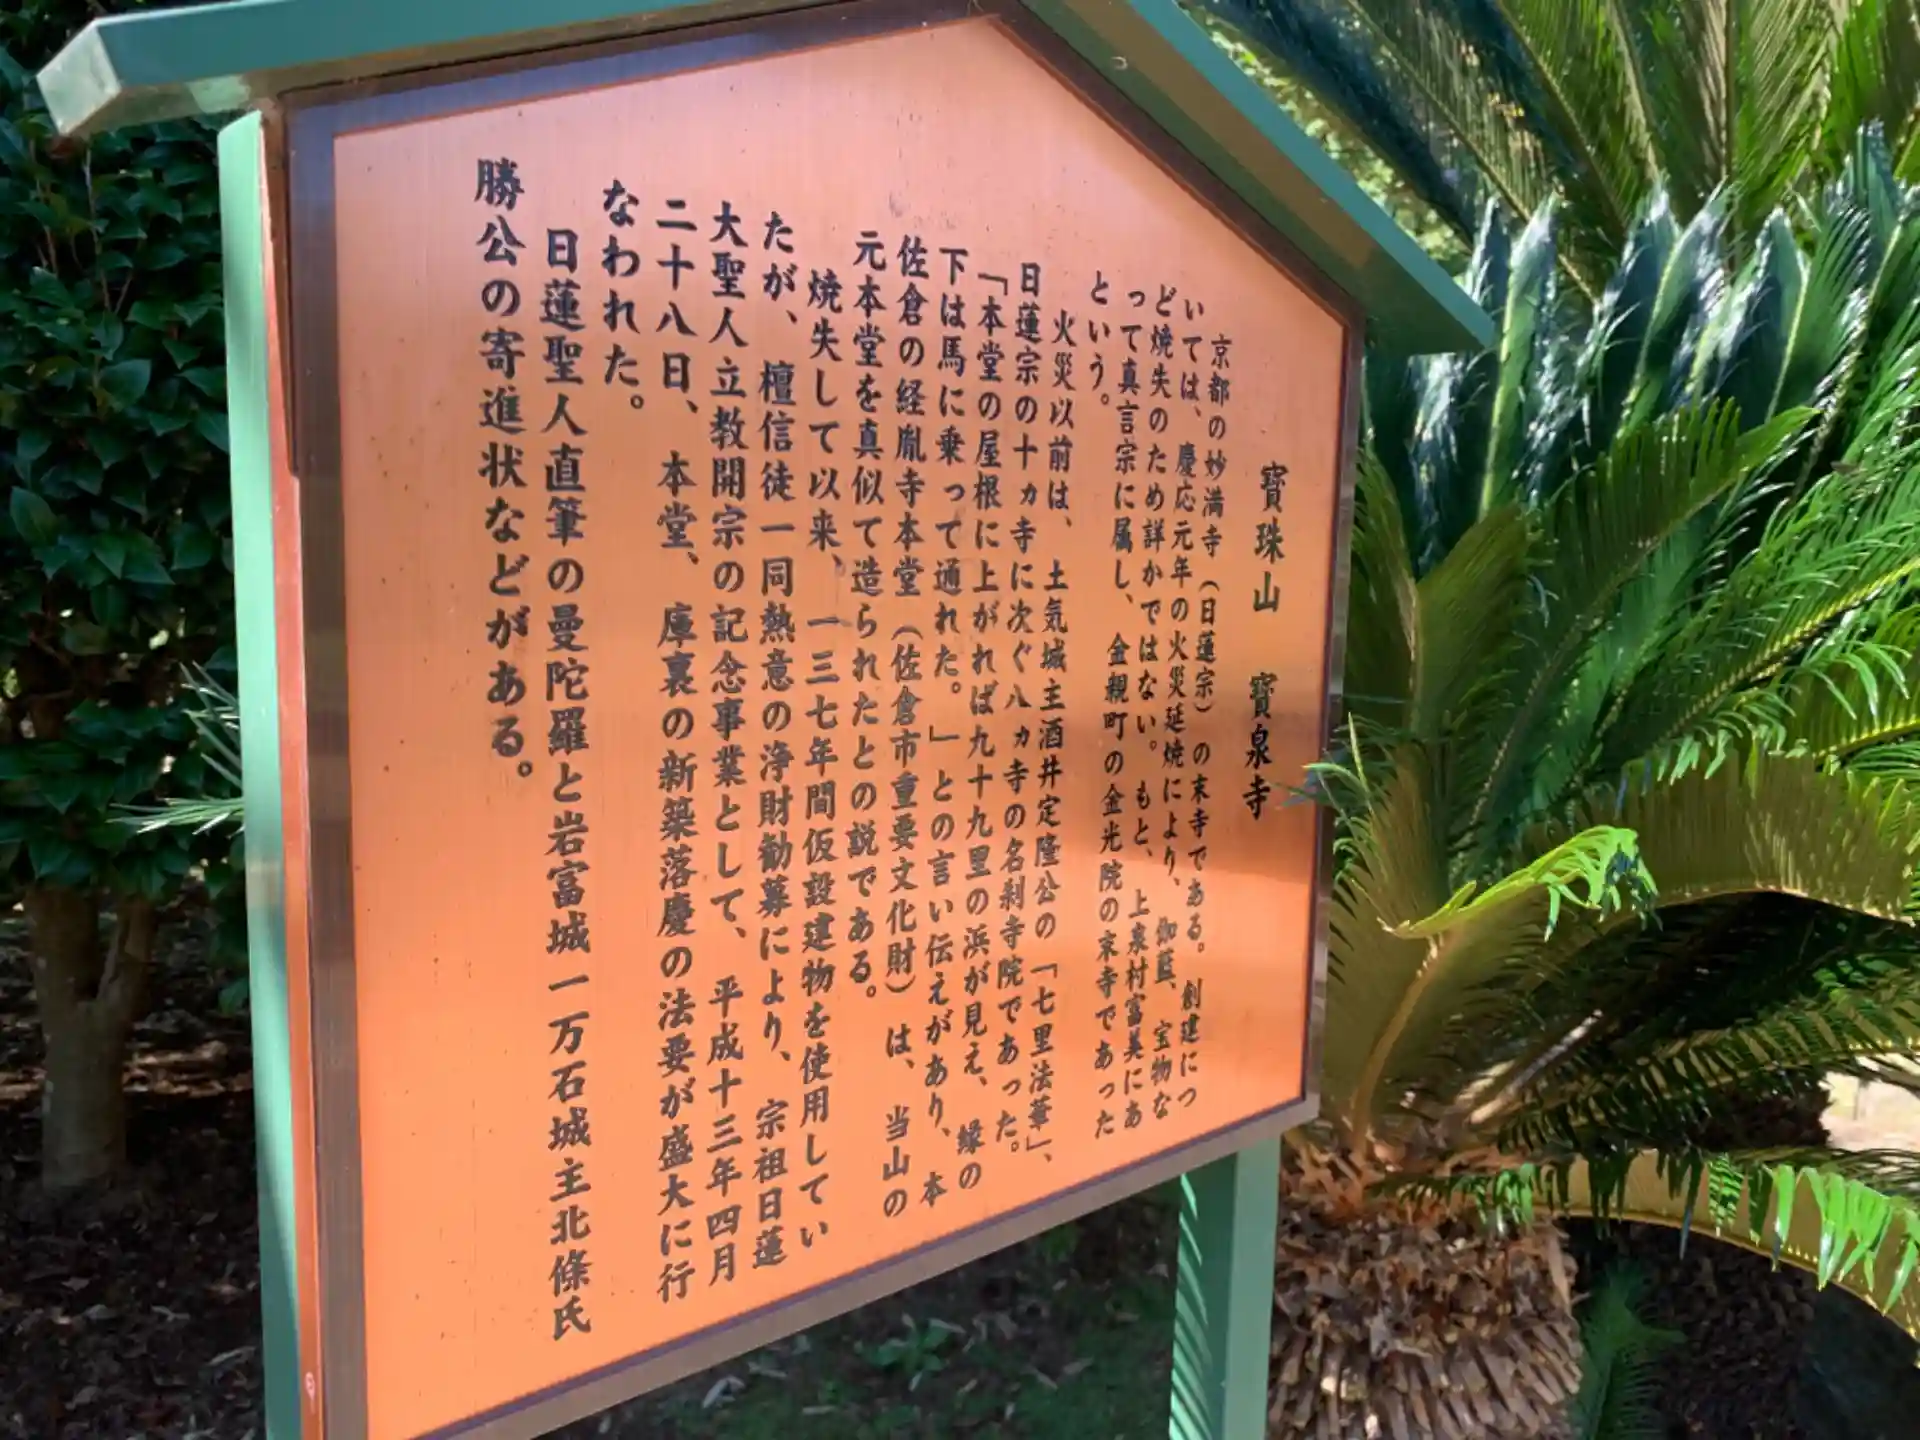 寳珠山　寳泉寺
京都の妙満寺（日蓮宗）の末寺である。創建につ
いては、慶応元年の火災延焼により、伽藍、宝物な
ど焼失のため詳かではない。もと、上泉村富美にあ
って真言宗に属し、金親町の金光院の末寺であった
という。
火災以前は、土気城主酒井定隆公の「七里法華」、
日蓮宗の十ヵ寺に次ぐ八ヵ寺の名刹寺院であった。
「本堂の屋根に上がれば九十九里の浜が見え、縁の
下は馬に乗って通れた。」との言い伝えがあり、本
佐倉の経胤寺本堂（佐倉市重要文化財）は、当山の
元本堂を真似て造られたとの説である。
焼失して以来、一三七年間仮設建物を使用してい
たが、檀信徒一同熱意の浄財勧募により、宗祖日蓮
大聖人立教開宗の記念事業として、平成十三年四月
二十八日、本堂、庫裏の新築落慶の法要が盛大に行
なわれた。
日蓮聖人直筆の曼陀羅と岩富城一万石城主北條氏
勝公の寄進状などがある。